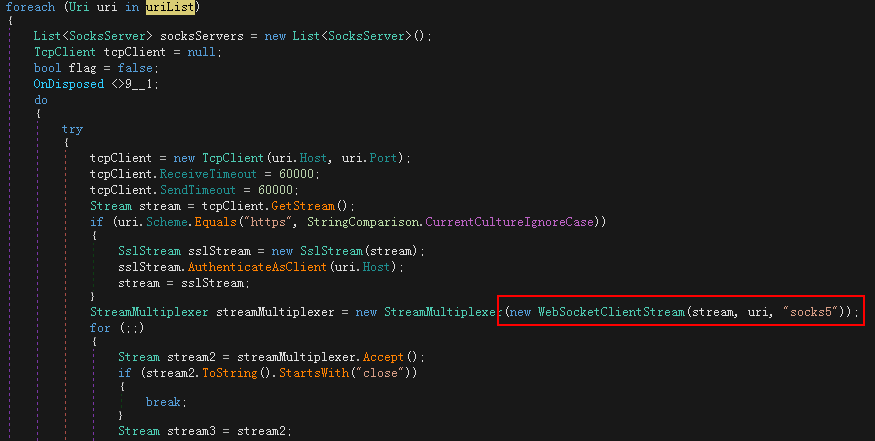 foreach (Uri uri in uriList)
{
List<SocksServer> socksServers = new List<SocksServer>();
TcpClient tcpClient = null;
bool flag = false;
OnDisposed <>9__1;
do
{
try
{
tcpClient = new TcpClient(uri.Host, uri.Port);
tcpClient.ReceiveTimeout = 60000;
tcpClient.SendTimeout = 60000;
Stream stream = tcpClient.GetStream();
if (uri.Scheme.Equals("https", StringComparison.CurrentCultureIgnoreCase))
{
SslStream sslStream = new SslStream(stream);
sslStream.AuthenticateAsClient(uri.Host);
stream = sslStream;
}
StreamMultiplexer streamMultiplexer = new StreamMultiplexer(new WebSocketClientStream(stream, uri, "socks5"));
for (;;)
{
Stream stream2 = streamMultiplexer.Accept();
if (stream2.ToString().StartsWith("close"))
{
break;
}
Stream stream3 = stream2;